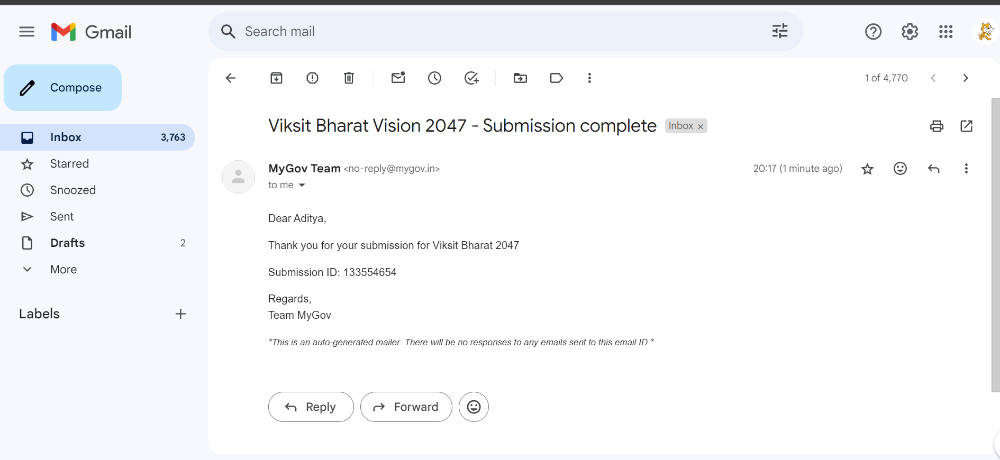 Gmail
Search mail
Compose
1 of 4,770
Inbox 3,763
Starred
Snoozed
Sent
Drafts 2
More
Labels
Viksit Bharat Vision 2047 - Submission complete Inbox x
MyGov Team <no-reply@mygov.in> 20:17 (1 minute ago)
to me
Dear Aditya,
Thank you for your submission for Viksit Bharat 2047
Submission ID: 133554654
Regards,
Team MyGov
*This is an auto-generated mailer. There will be no responses to any emails sent to this email ID.*
Reply Forward